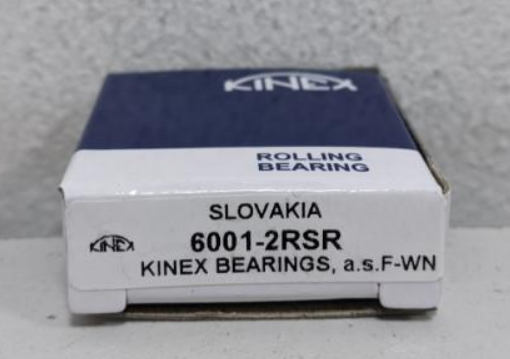 KINEX
ROLLING
BEARING
SLOVAKIA
KINEX
6001-2RSR
KINEX BEARINGS, a.s.F-WN